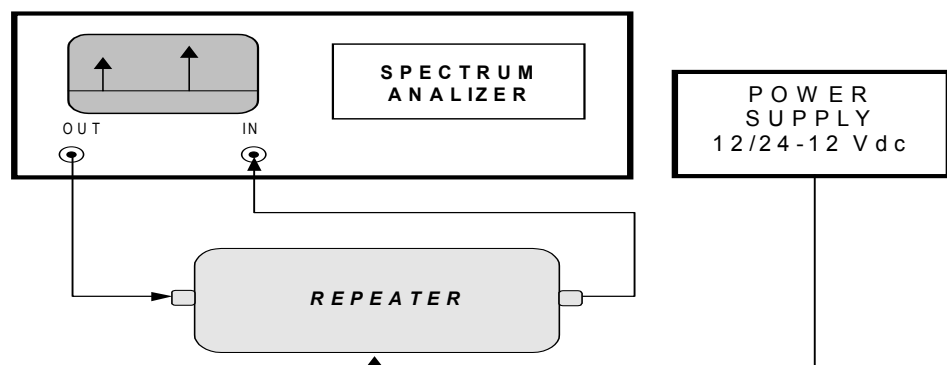 SPECTRUM
ANALIZER
POWER
SUPPLY
12/24-12 Vdc
OUT
IN
REPEATER